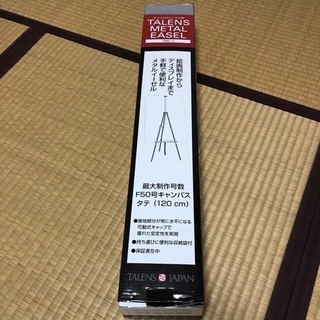 TALENS
METAL
EASEL
絵画制作から
ディスプレイまで
手軽で便利な
メタルイーゼル
最大制作号数
F50号キャンバス
タテ（120 cm）
●接地部分が常に水平になる
可動式キャップで
優れた安定性を実現
●持ち運びに便利な収納袋付
●保証書在中
TALENS JAPAN